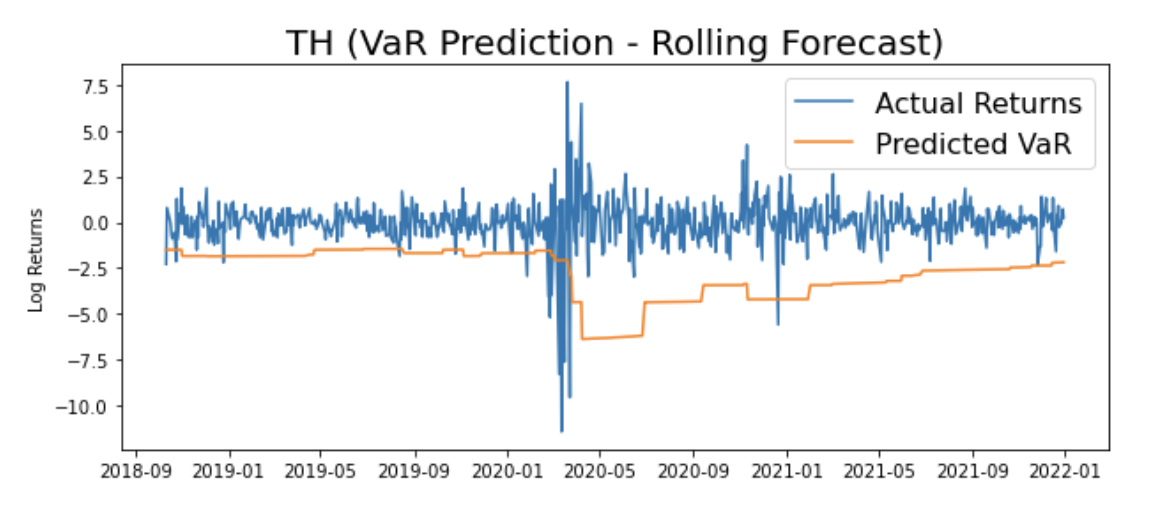 TH (VaR Prediction - Rolling Forecast)
Actual Returns
Predicted VaR
Log Returns
7.5
5.0
2.5
0.0
−2.5
−5.0
−7.5
−10.0
2018-09 2019-01 2019-05 2019-09 2020-01 2020-05 2020-09 2021-01 2021-05 2021-09 2022-01